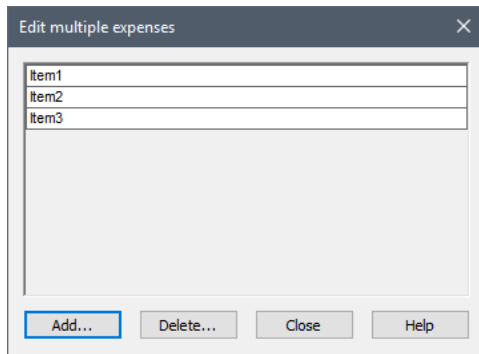 Edit multiple expenses
Item1
Item2
Item3
Add... Delete... Close Help